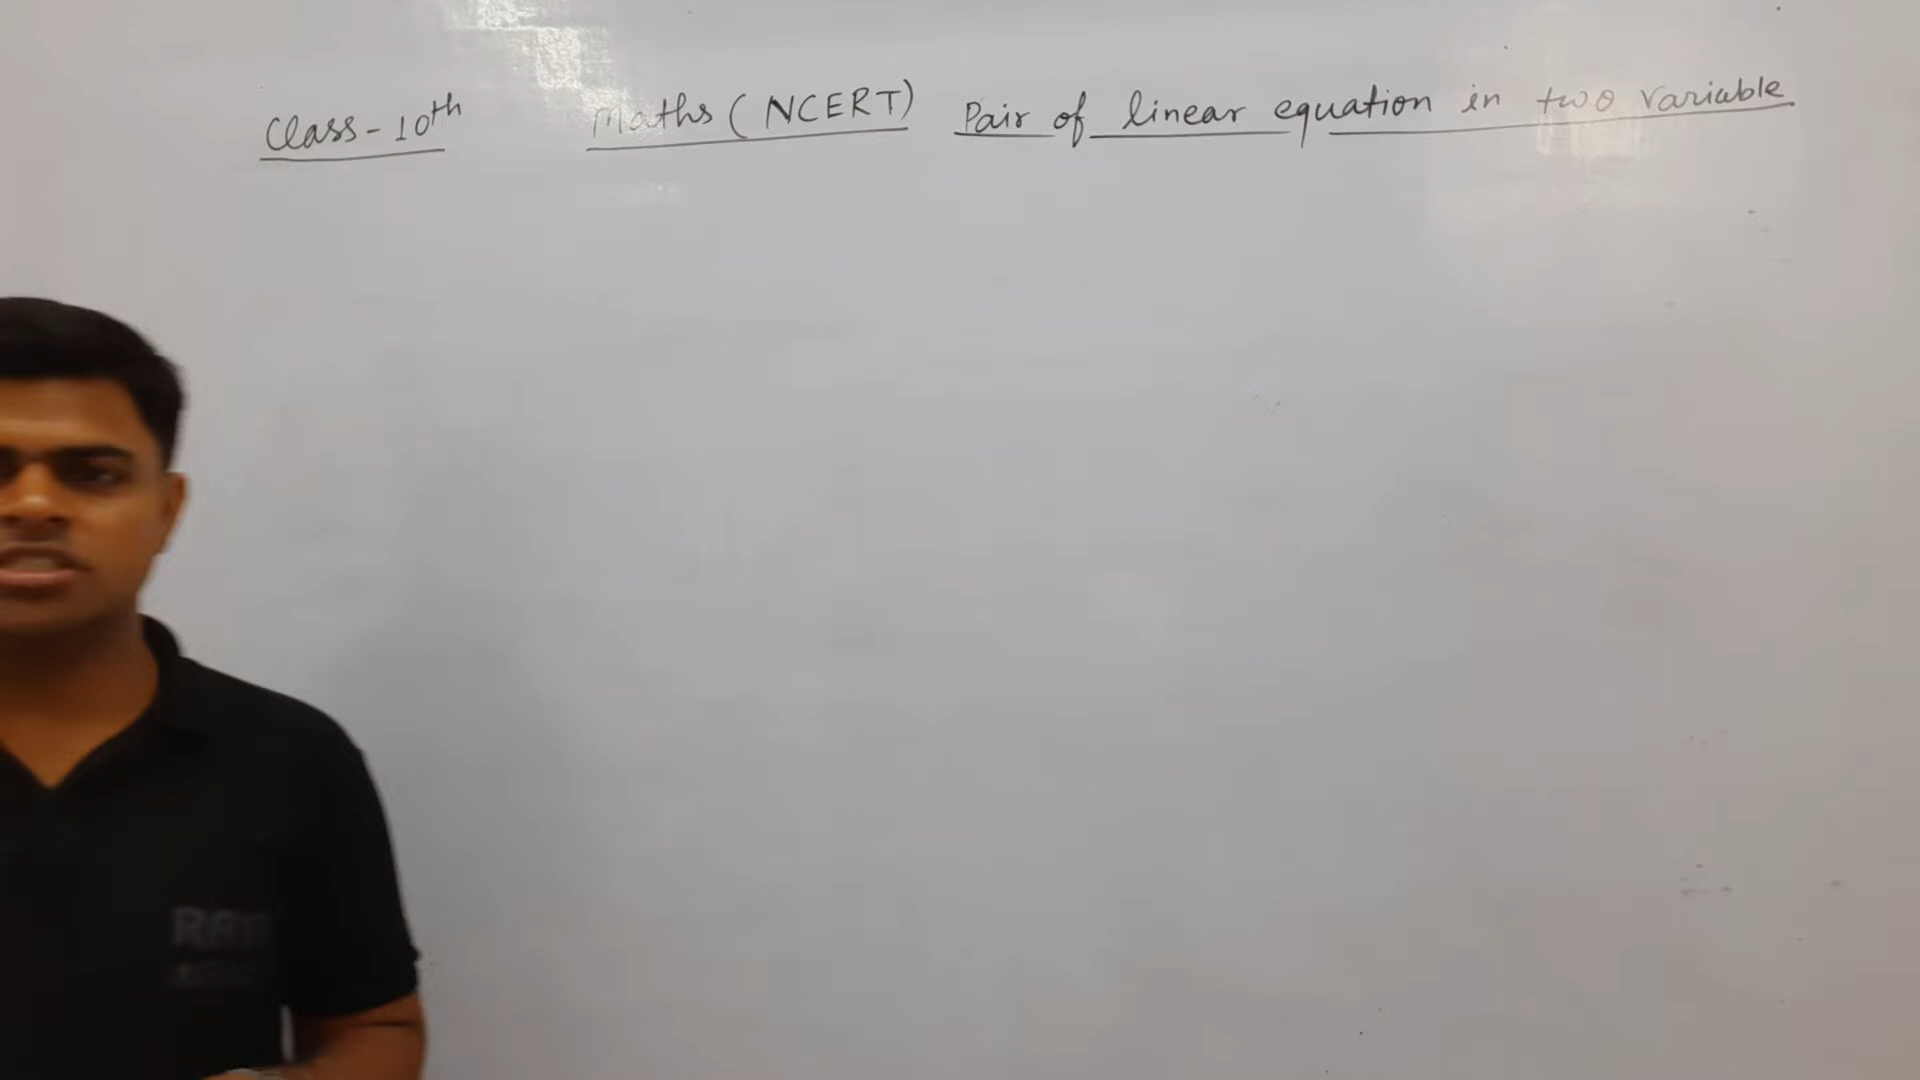 Class-10th Maths (NCERT) Pair of linear equation in two variable